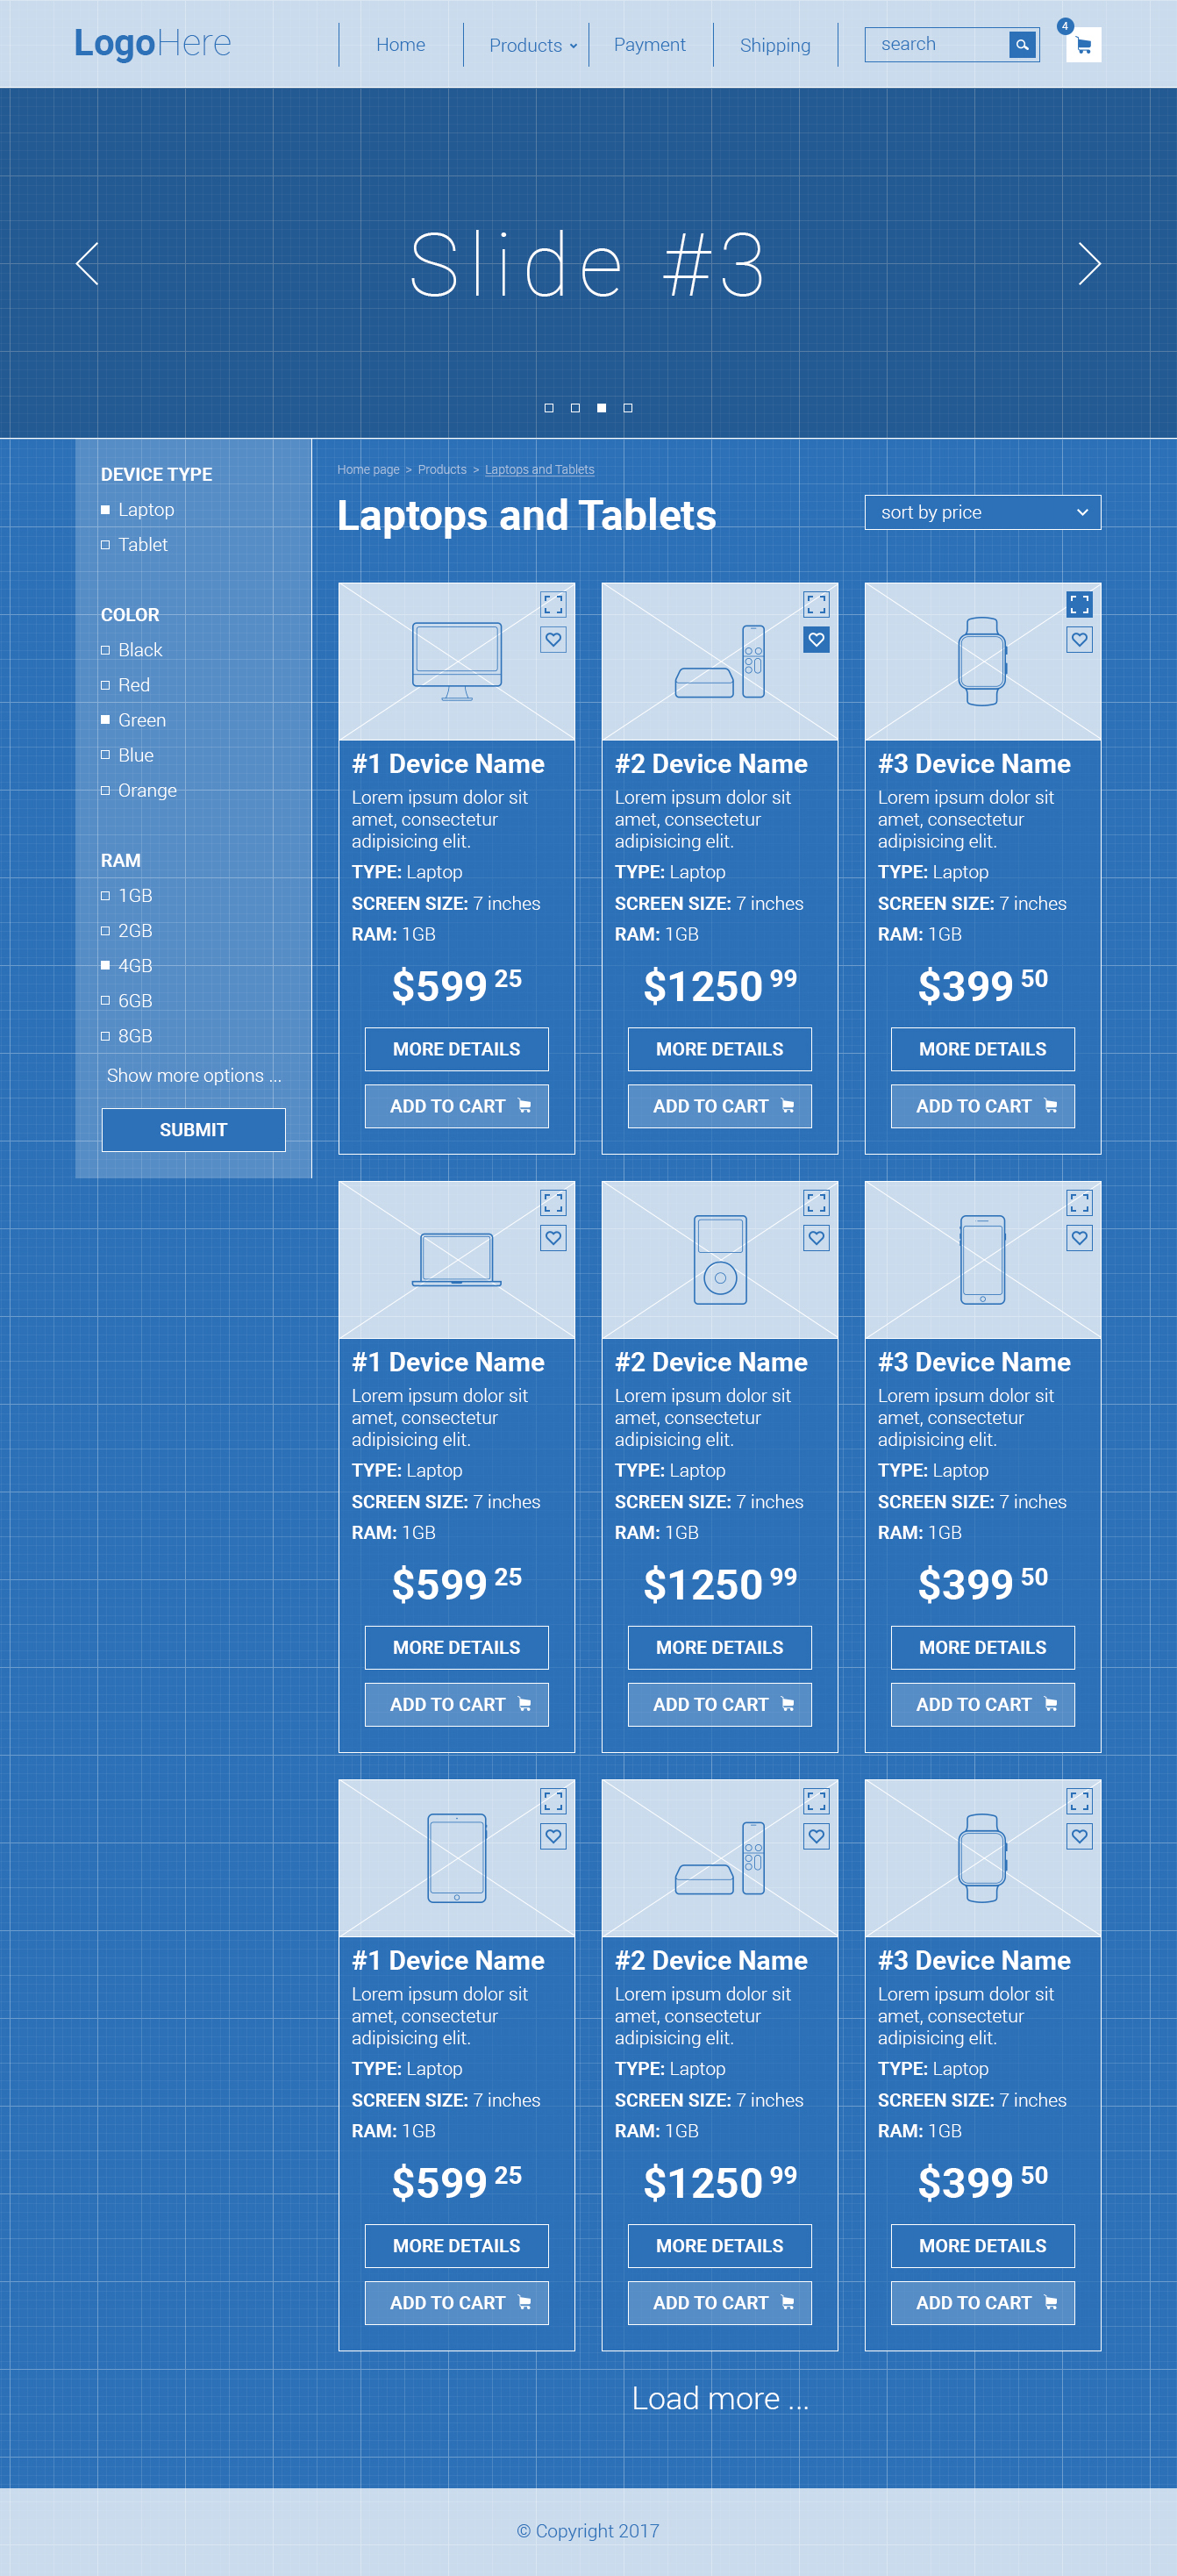 LogoHere
Home
Products
Payment
Shipping
search
4
Slide #3
DEVICE TYPE
Laptop
Tablet
COLOR
Black
Red
Green
Blue
Orange
RAM
1GB
2GB
4GB
6GB
8GB
Show more options ...
SUBMIT
Home page > Products > Laptops and Tablets
Laptops and Tablets
sort by price
#1 Device Name
Lorem ipsum dolor sit
amet, consectetur
adipisicing elit.
TYPE: Laptop
SCREEN SIZE: 7 inches
RAM: 1GB
$599 25
MORE DETAILS
ADD TO CART
#2 Device Name
Lorem ipsum dolor sit
amet, consectetur
adipisicing elit.
TYPE: Laptop
SCREEN SIZE: 7 inches
RAM: 1GB
$1250 99
MORE DETAILS
ADD TO CART
#3 Device Name
Lorem ipsum dolor sit
amet, consectetur
adipisicing elit.
TYPE: Laptop
SCREEN SIZE: 7 inches
RAM: 1GB
$399 50
MORE DETAILS
ADD TO CART
#1 Device Name
Lorem ipsum dolor sit
amet, consectetur
adipisicing elit.
TYPE: Laptop
SCREEN SIZE: 7 inches
RAM: 1GB
$599 25
MORE DETAILS
ADD TO CART
#2 Device Name
Lorem ipsum dolor sit
amet, consectetur
adipisicing elit.
TYPE: Laptop
SCREEN SIZE: 7 inches
RAM: 1GB
$1250 99
MORE DETAILS
ADD TO CART
#3 Device Name
Lorem ipsum dolor sit
amet, consectetur
adipisicing elit.
TYPE: Laptop
SCREEN SIZE: 7 inches
RAM: 1GB
$399 50
MORE DETAILS
ADD TO CART
#1 Device Name
Lorem ipsum dolor sit
amet, consectetur
adipisicing elit.
TYPE: Laptop
SCREEN SIZE: 7 inches
RAM: 1GB
$599 25
MORE DETAILS
ADD TO CART
#2 Device Name
Lorem ipsum dolor sit
amet, consectetur
adipisicing elit.
TYPE: Laptop
SCREEN SIZE: 7 inches
RAM: 1GB
$1250 99
MORE DETAILS
ADD TO CART
#3 Device Name
Lorem ipsum dolor sit
amet, consectetur
adipisicing elit.
TYPE: Laptop
SCREEN SIZE: 7 inches
RAM: 1GB
$399 50
MORE DETAILS
ADD TO CART
Load more ...
© Copyright 2017